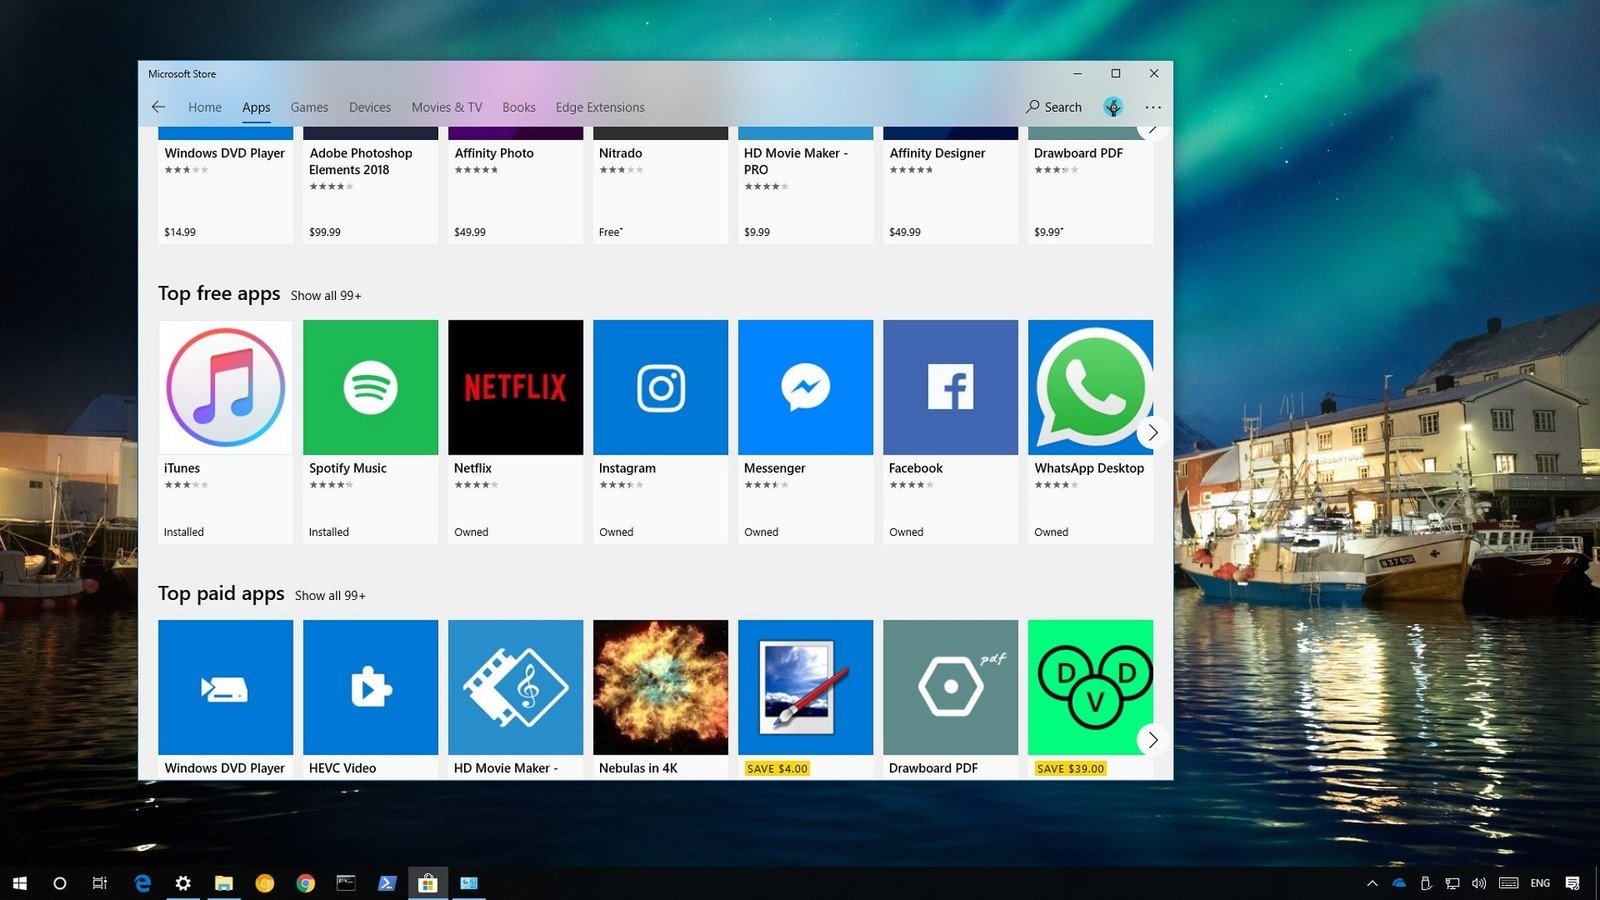 Microsoft Store
Home Apps Games Devices Movies & TV Books Edge Extensions Search
Windows DVD Player
$14.99
Adobe Photoshop
Elements 2018
$99.99
Affinity Photo
$49.99
Nitrado
Free*
HD Movie Maker -
PRO
$9.99
Affinity Designer
$49.99
Drawboard PDF
$9.99*
Top free apps Show all 99+
iTunes
Installed
Spotify Music
Installed
NETFLIX
Netflix
Owned
Instagram
Owned
Messenger
Owned
Facebook
Owned
WhatsApp Desktop
Owned
Top paid apps Show all 99+
Windows DVD Player
HEVC Video
HD Movie Maker -
Nebulas in 4K
SAVE $4.00
pdf
Drawboard PDF
D D
V
SAVE $39.00
ENG